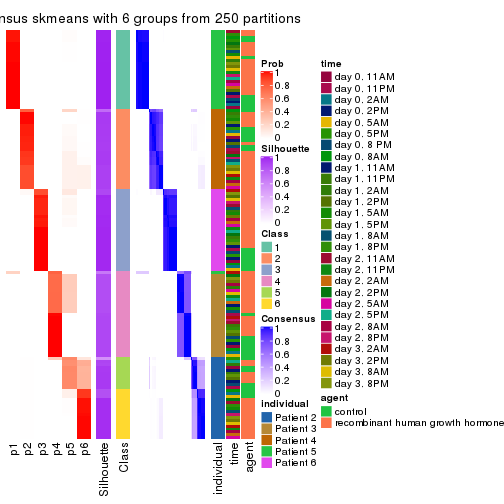 nsus skmeans with 6 groups from 250 partitions
Prob
1
0.8
0.6
0.4
0.2
0
Silhouette
1
0.8
0.6
0.4
0.2
0
Class
1
2
3
4
5
6
Consensus
1
0.8
0.6
0.4
0.2
0
individual
Patient 2
Patient 3
Patient 4
Patient 5
Patient 6
time
day 0. 11AM
day 0. 11PM
day 0. 2AM
day 0. 2PM
day 0. 5AM
day 0. 5PM
day 0. 8 PM
day 0. 8AM
day 1. 11AM
day 1. 11PM
day 1. 2AM
day 1. 2PM
day 1. 5AM
day 1. 5PM
day 1. 8AM
day 1. 8PM
day 2. 11AM
day 2. 11PM
day 2. 2AM
day 2. 2PM
day 2. 5AM
day 2. 5PM
day 2. 8AM
day 2. 8PM
day 3. 2AM
day 3. 2PM
day 3. 8AM
day 3. 8PM
agent
control
recombinant human growth hormone
p1
p2
p3
p4
p5
p6
Silhouette
Class
individual
time
agent